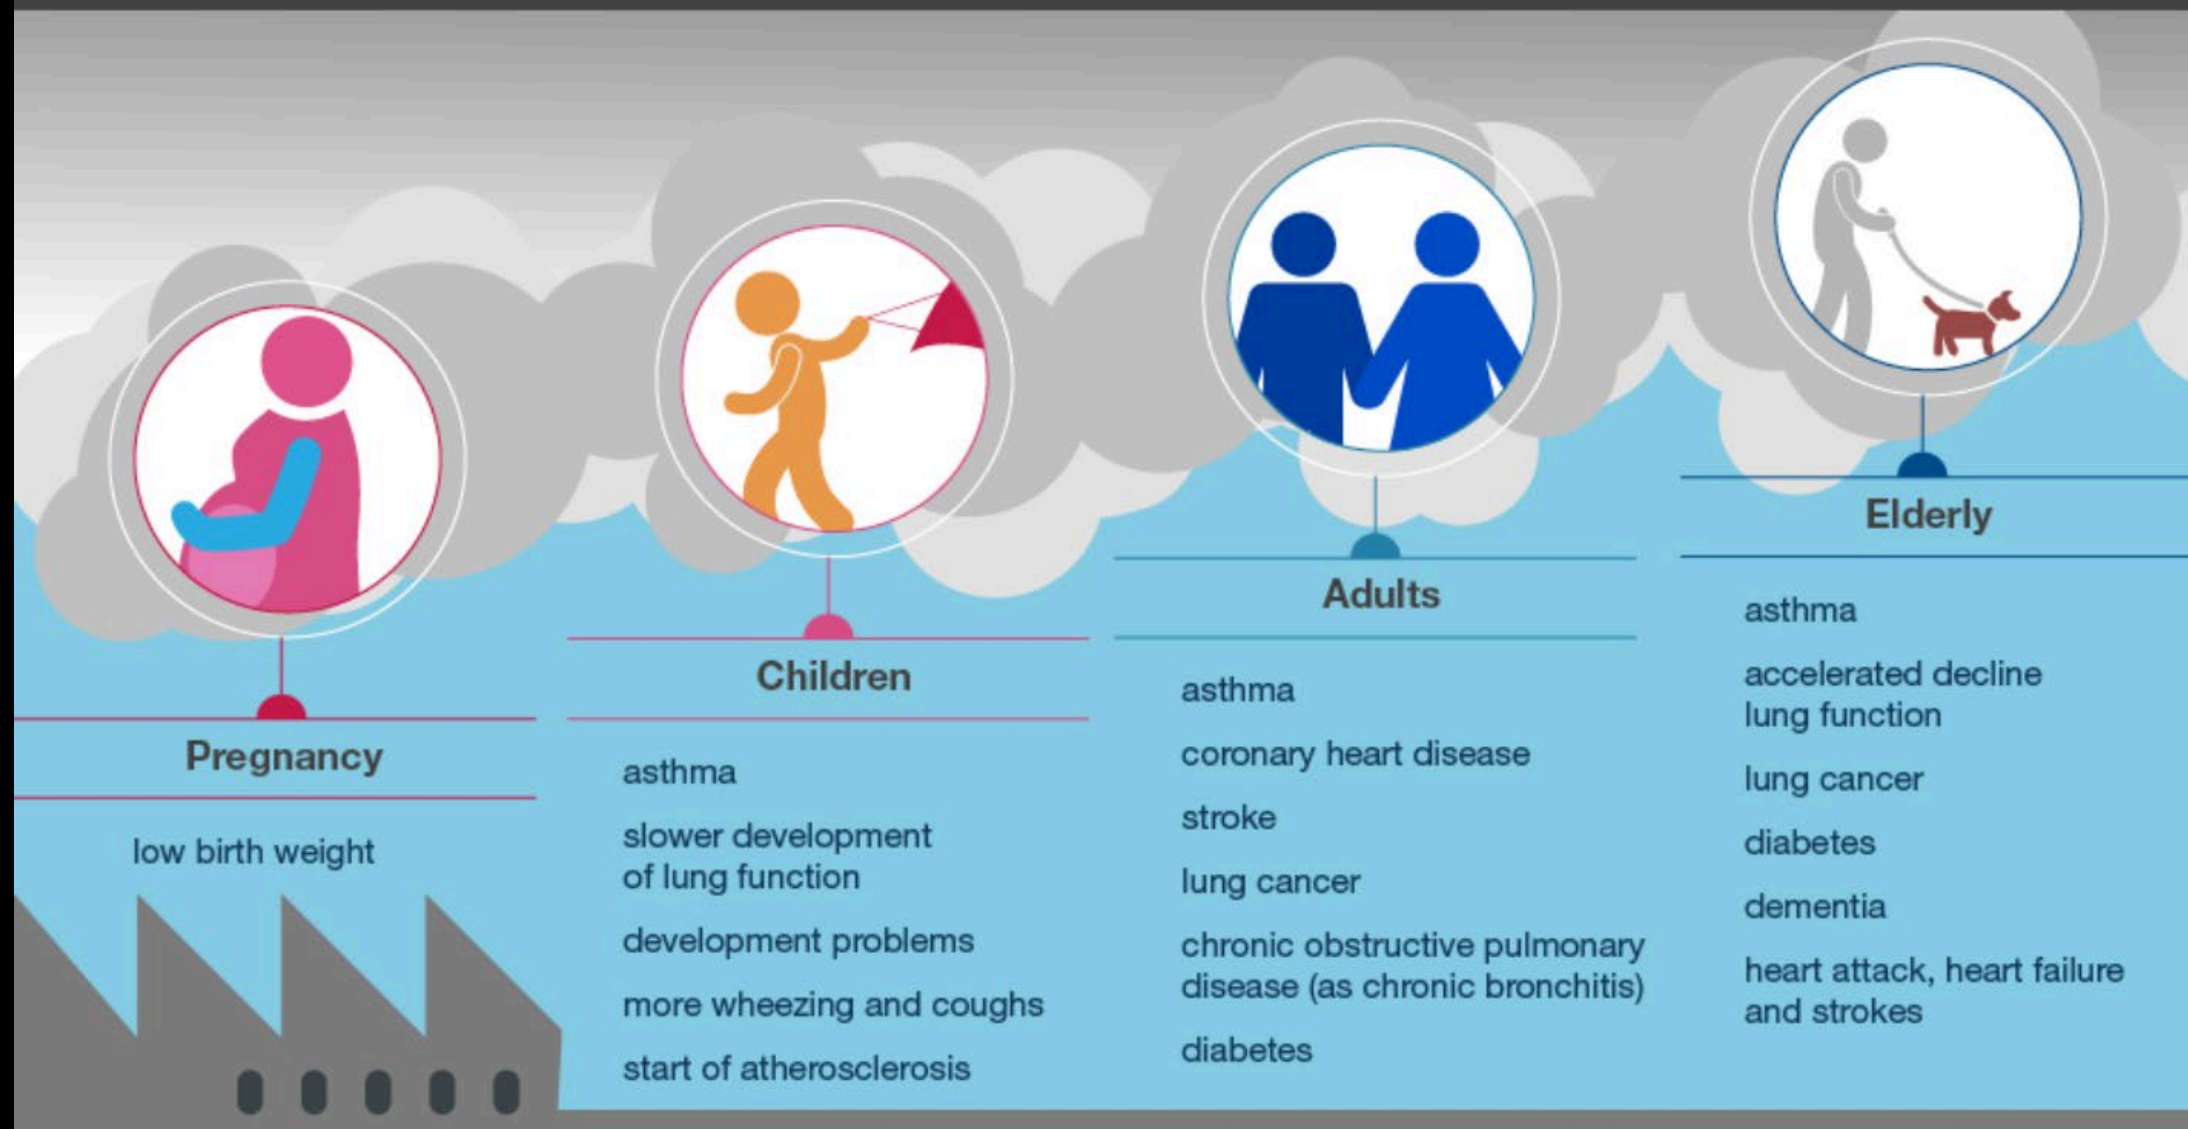 Pregnancy
low birth weight
Children
asthma
slower development
of lung function
development problems
more wheezing and coughs
start of atherosclerosis
Adults
asthma
coronary heart disease
stroke
lung cancer
chronic obstructive pulmonary
disease (as chronic bronchitis)
diabetes
Elderly
asthma
accelerated decline
lung function
lung cancer
diabetes
dementia
heart attack, heart failure
and strokes